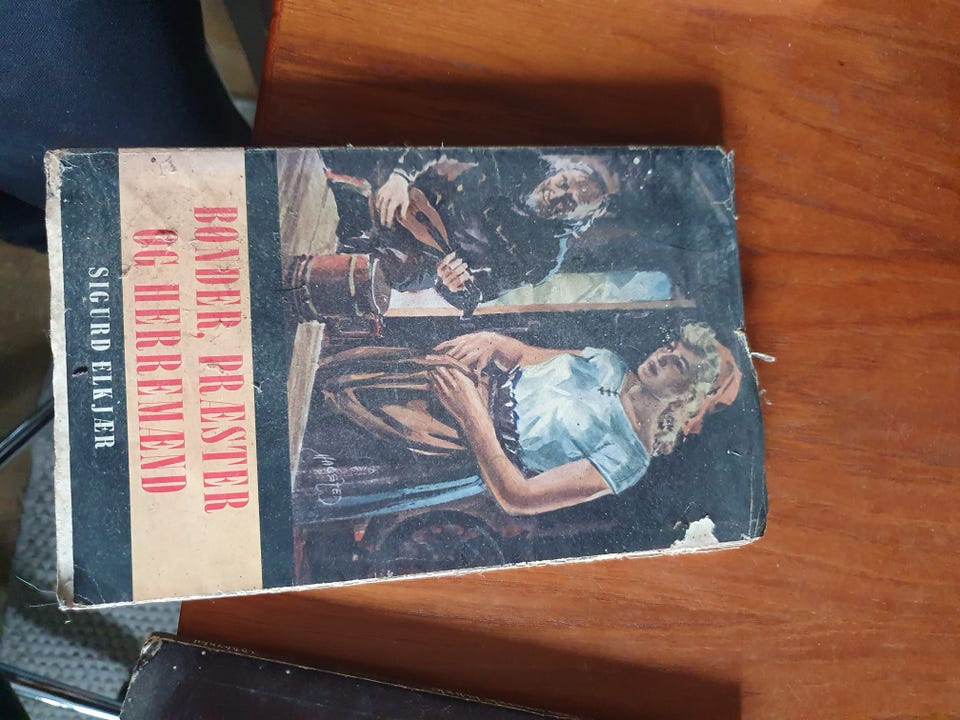 BØNDER, PRÆSTER
OG HERREMÆND
SIGURD ELKJÆR